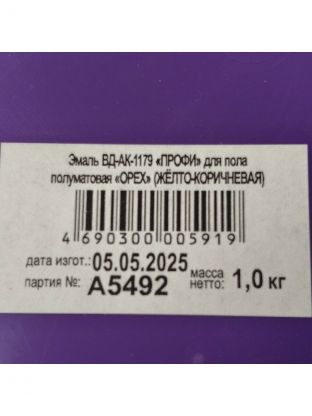 Эмаль ВД-АК-1179 «ПРОФИ» для пола
полуматовая «ОРЕХ» (ЖЁЛТО-КОРИЧНЕВАЯ)
4 690300 005919
дата изгот.: 05.05.2025
партия №: А5492
масса нетто: 1,0 кг